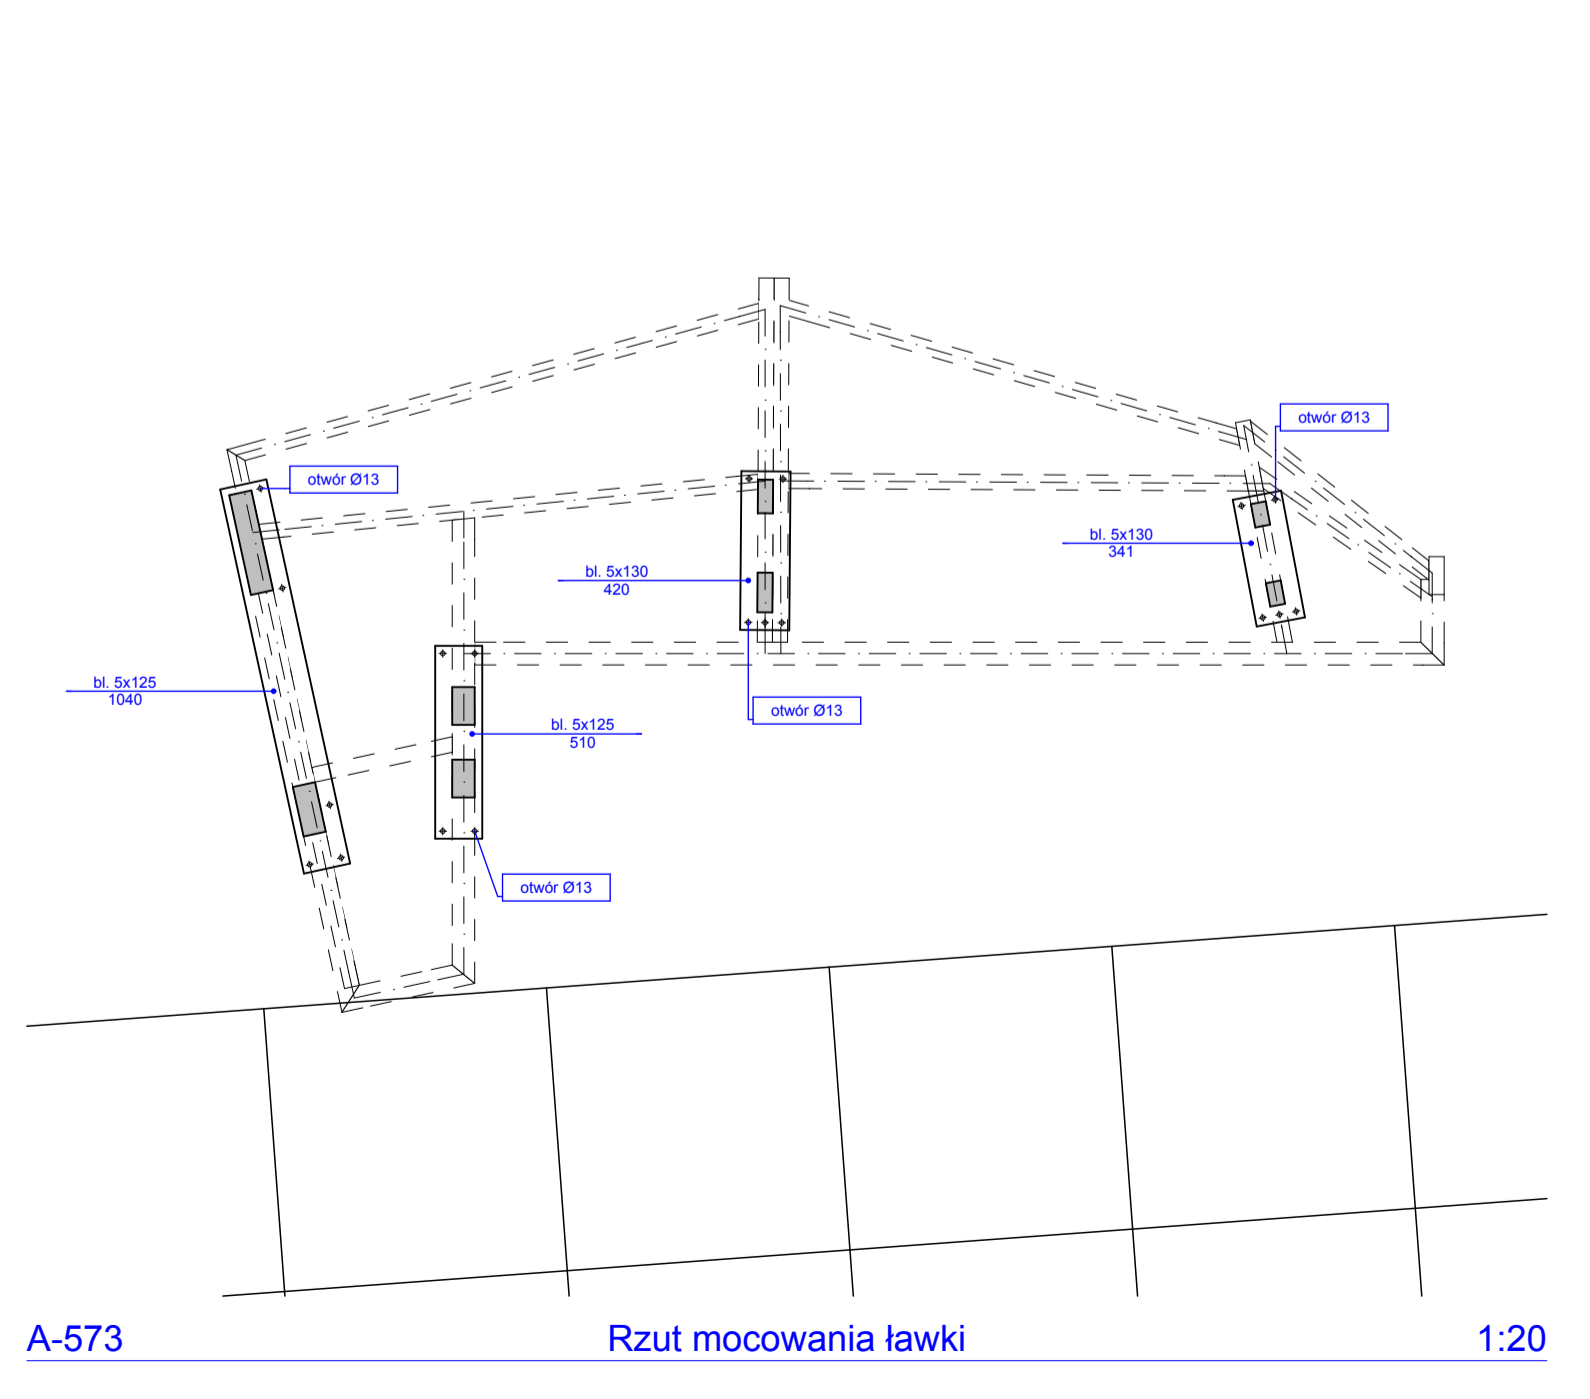 otwór Ø13
otwór Ø13
bl. 5x130
341
bl. 5x130
420
bl. 5x125
1040
otwór Ø13
bl. 5x125
510
otwór Ø13
A-573 Rzut mocowania ławki 1:20